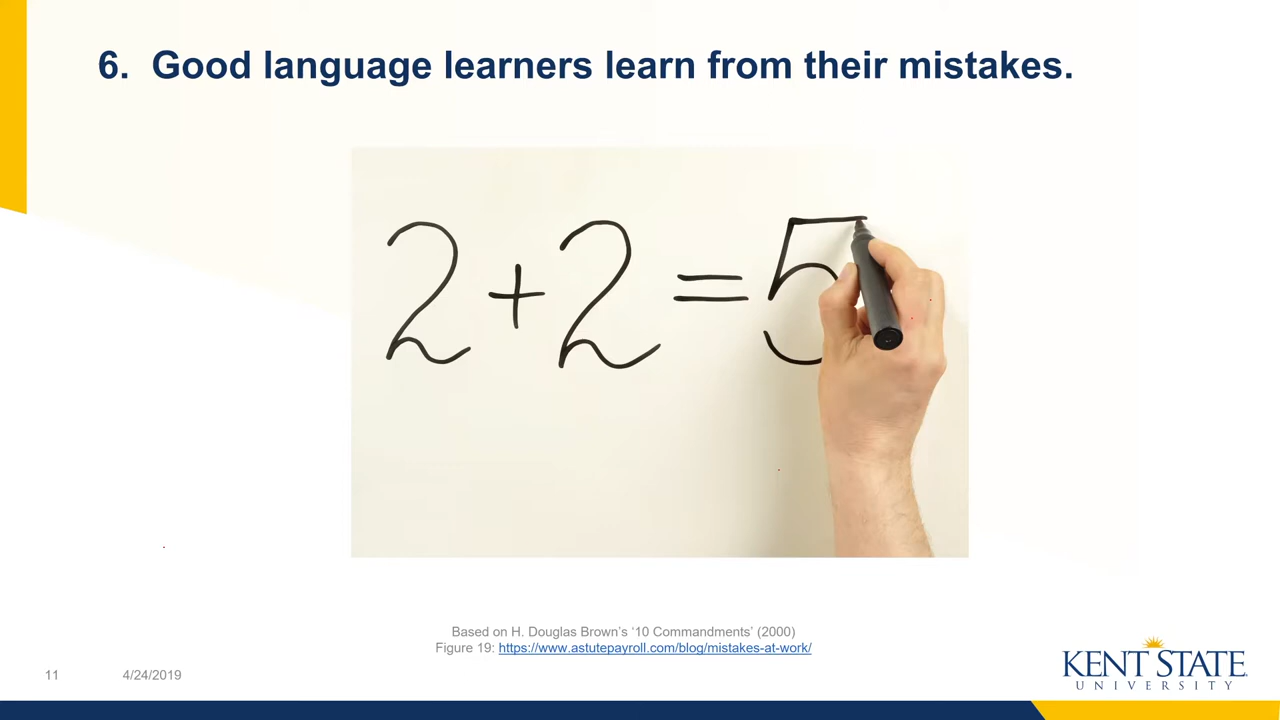 6. Good language learners learn from their mistakes.
2+2=5
Based on H. Douglas Brown's '10 Commandments' (2000)
Figure 19: https://www.astutepayroll.com/blog/mistakes-at-work/
11 4/24/2019
KENT STATE
UNIVERSITY